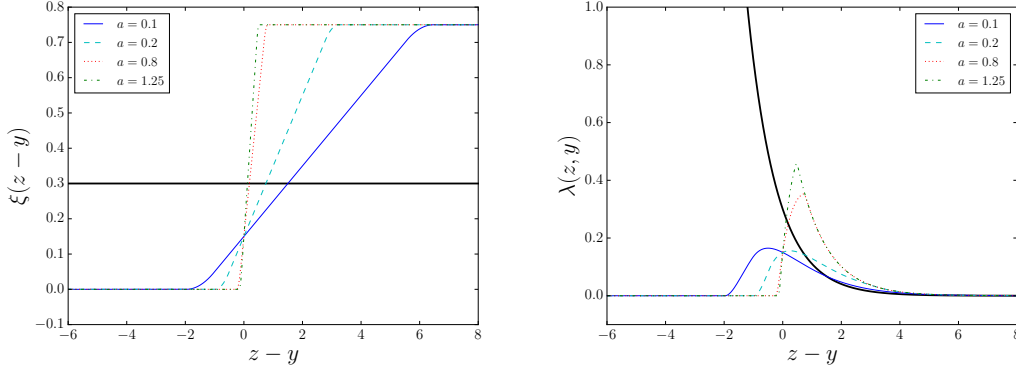 0.8
0.7
0.6
0.5
0.4
0.3
0.2
0.1
0.0
−0.1
ξ(z − y)
a = 0.1
a = 0.2
a = 0.8
a = 1.25
−6 −4 −2 0 2 4 6 8
z − y
1.0
0.8
0.6
0.4
0.2
0.0
λ(z, y)
a = 0.1
a = 0.2
a = 0.8
a = 1.25
−6 −4 −2 0 2 4 6 8
z − y